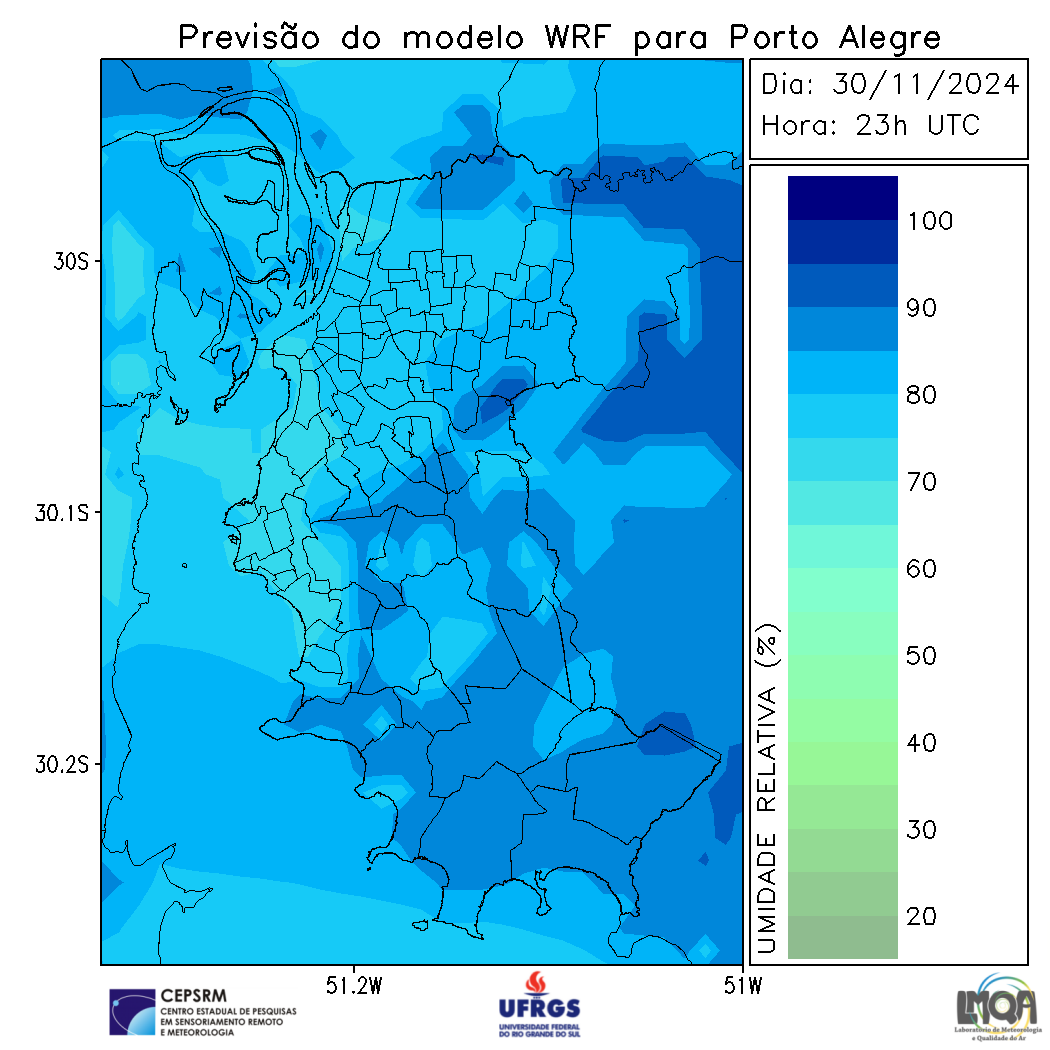 Previsão do modelo WRF para Porto Alegre
Dia: 30/11/2024
Hora: 23h UTC
30S
30.1S
30.2S
51.2W
51W
UMIDADE RELATIVA (%)
100
90
80
70
60
50
40
30
20
CEPSRM
CENTRO ESTADUAL DE PESQUISAS
EM SENSORIAMENTO REMOTO
E METEOROLOGIA
UFRGS
UNIVERSIDADE FEDERAL
DO RIO GRANDE DO SUL
LMQA
Laboratório de Meteorologia
e Qualidade do Ar